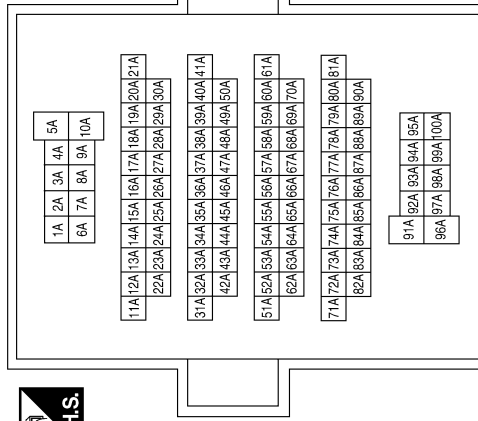 H.S.
1A 2A 3A 4A 5A
6A 7A 8A 9A 10A
11A 12A 13A 14A 15A 16A 17A 18A 19A 20A 21A
22A 23A 24A 25A 26A 27A 28A 29A 30A
31A 32A 33A 34A 35A 36A 37A 38A 39A 40A 41A
42A 43A 44A 45A 46A 47A 48A 49A 50A
51A 52A 53A 54A 55A 56A 57A 58A 59A 60A 61A
62A 63A 64A 65A 66A 67A 68A 69A 70A
71A 72A 73A 74A 75A 76A 77A 78A 79A 80A 81A
82A 83A 84A 85A 86A 87A 88A 89A 90A
91A 92A 93A 94A 95A
96A 97A 98A 99A 100A